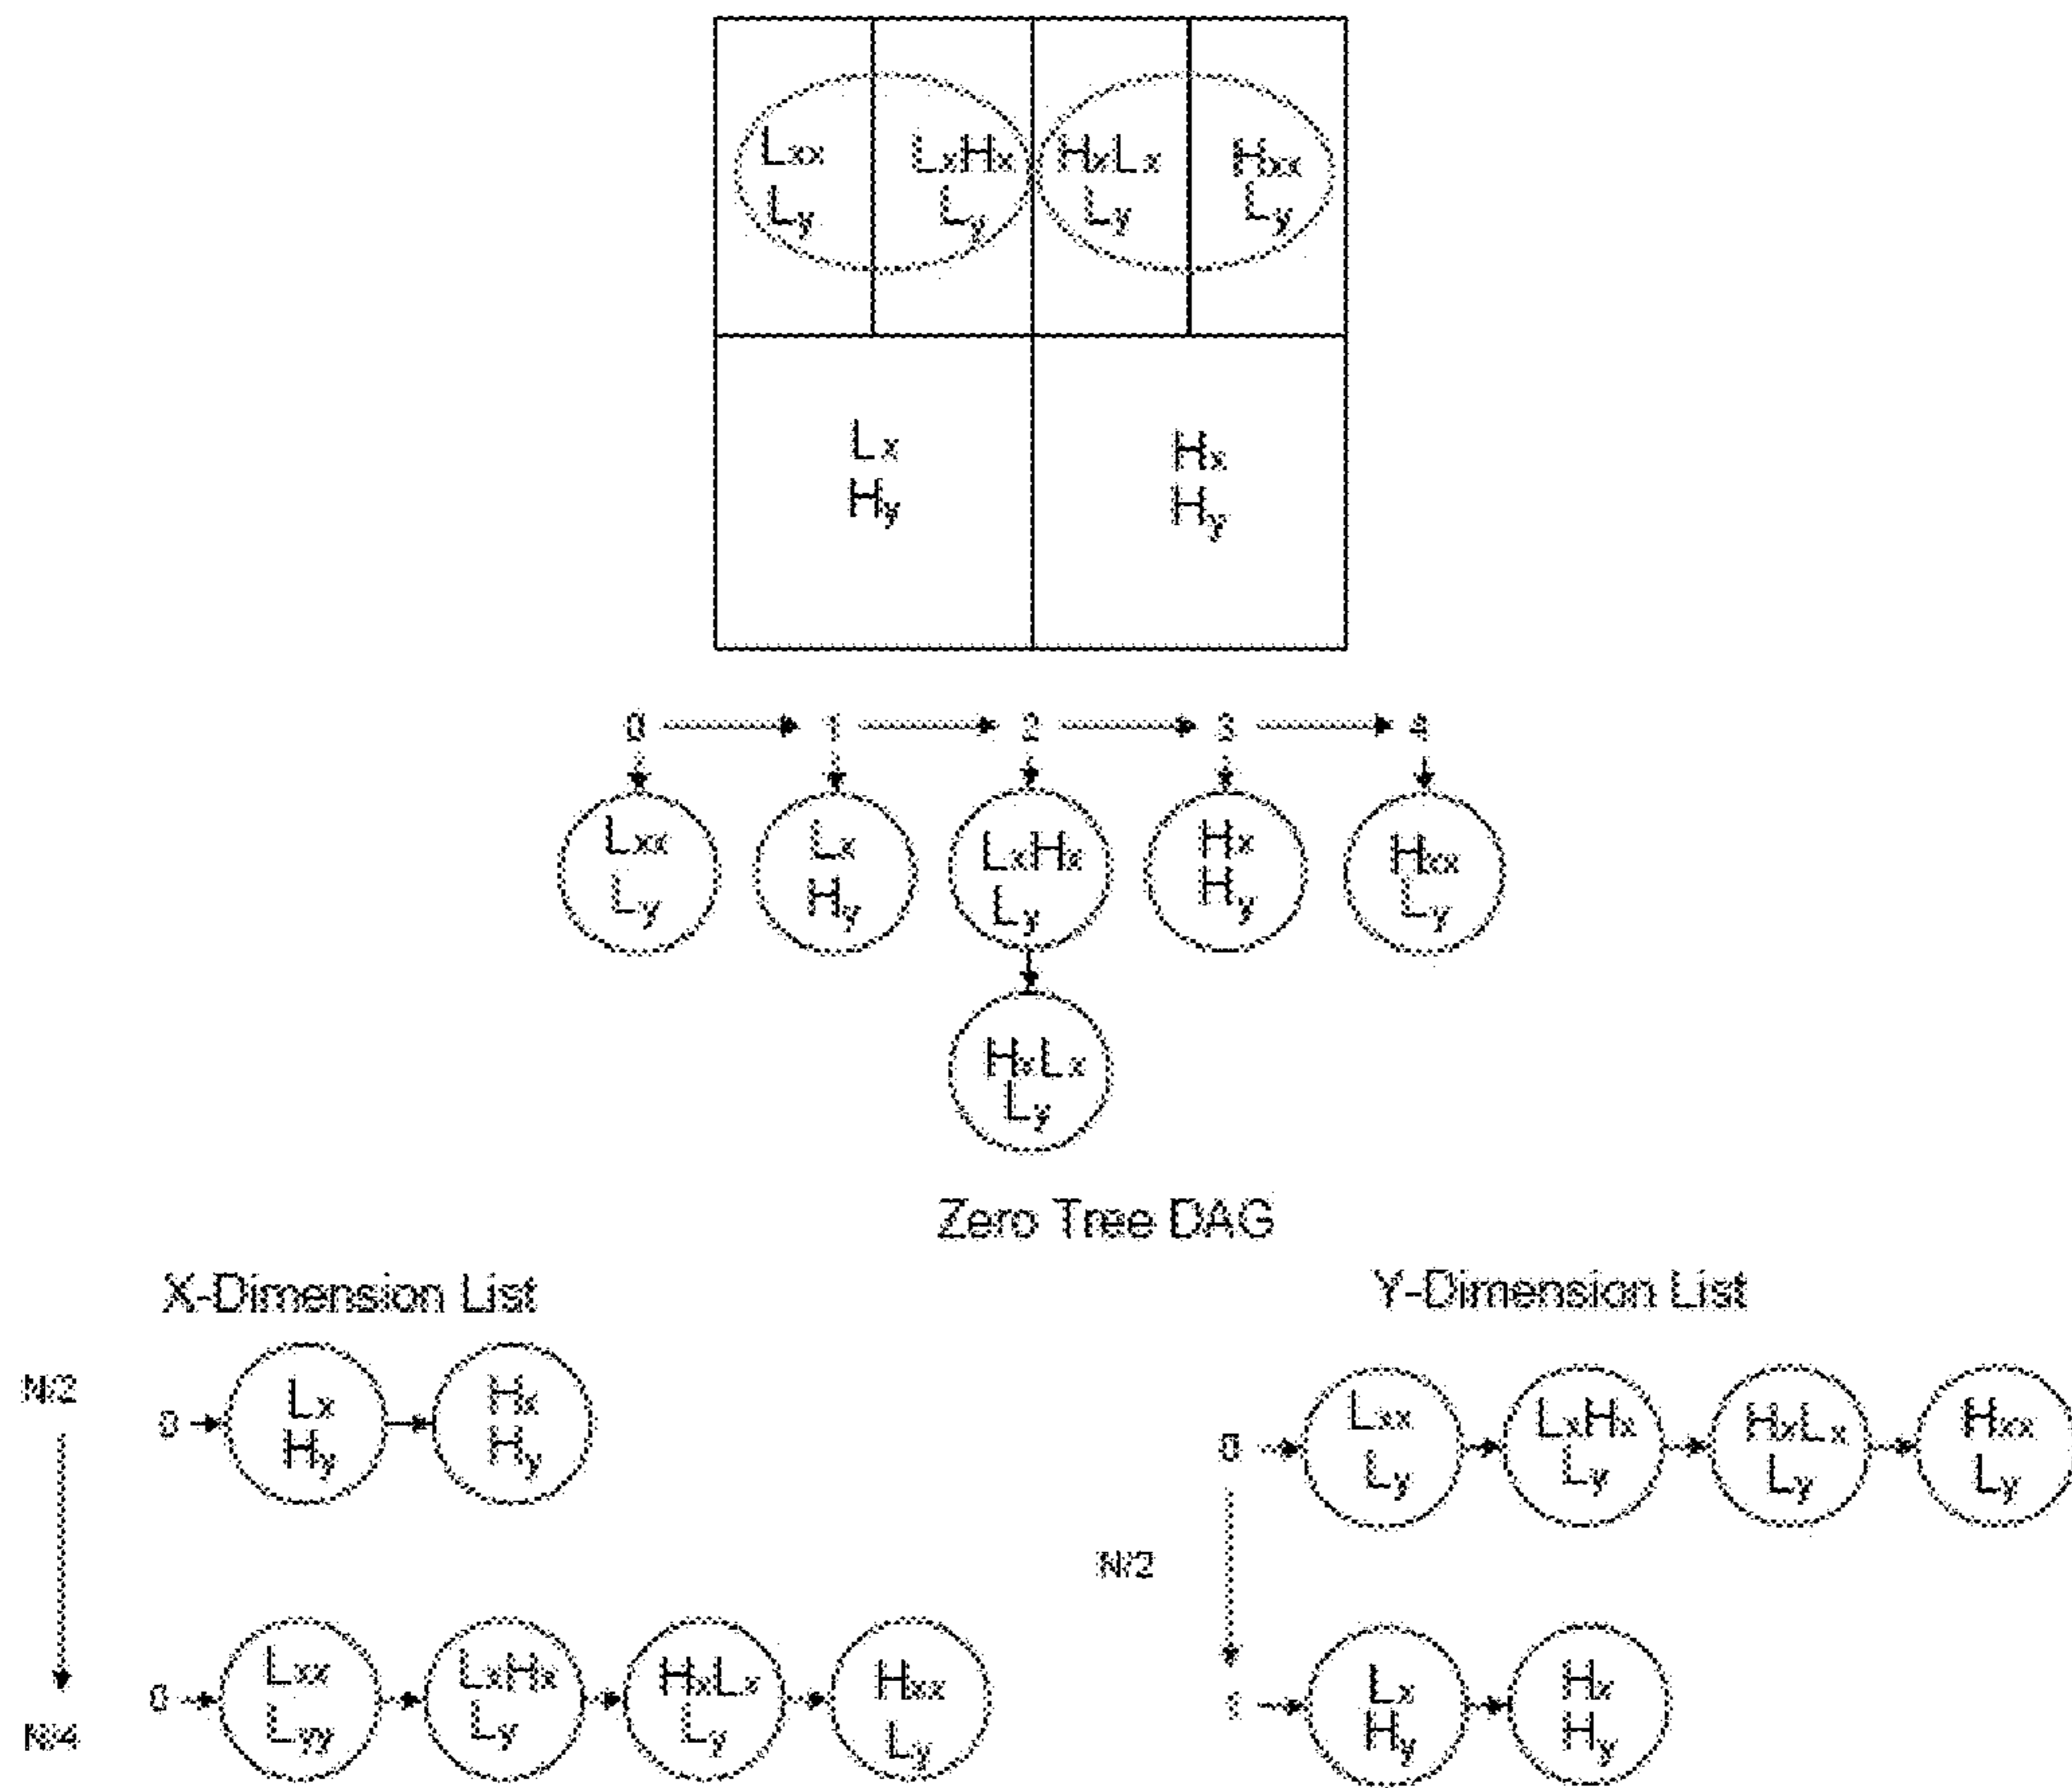 Lxx LxHx HxLx Hxx
Ly Ly Ly Ly
Lx Hx
Hy Hy
0 1 2 3 4
Lxx Lx LxHx Hx Hxx
Ly Hy Ly Hy Ly
HxLx
Ly
Zero Tree DAG
X-Dimension List
N/2
0 Lx Hx
Hy Hy
N/4
0 Lxx LxHx HxLx Hxx
Lyy Ly Ly Ly
Y-Dimension List
0 Lxx LxHx HxLx Hxx
Ly Ly Ly Ly
N/2
1 Lx Hx
Hy Hy